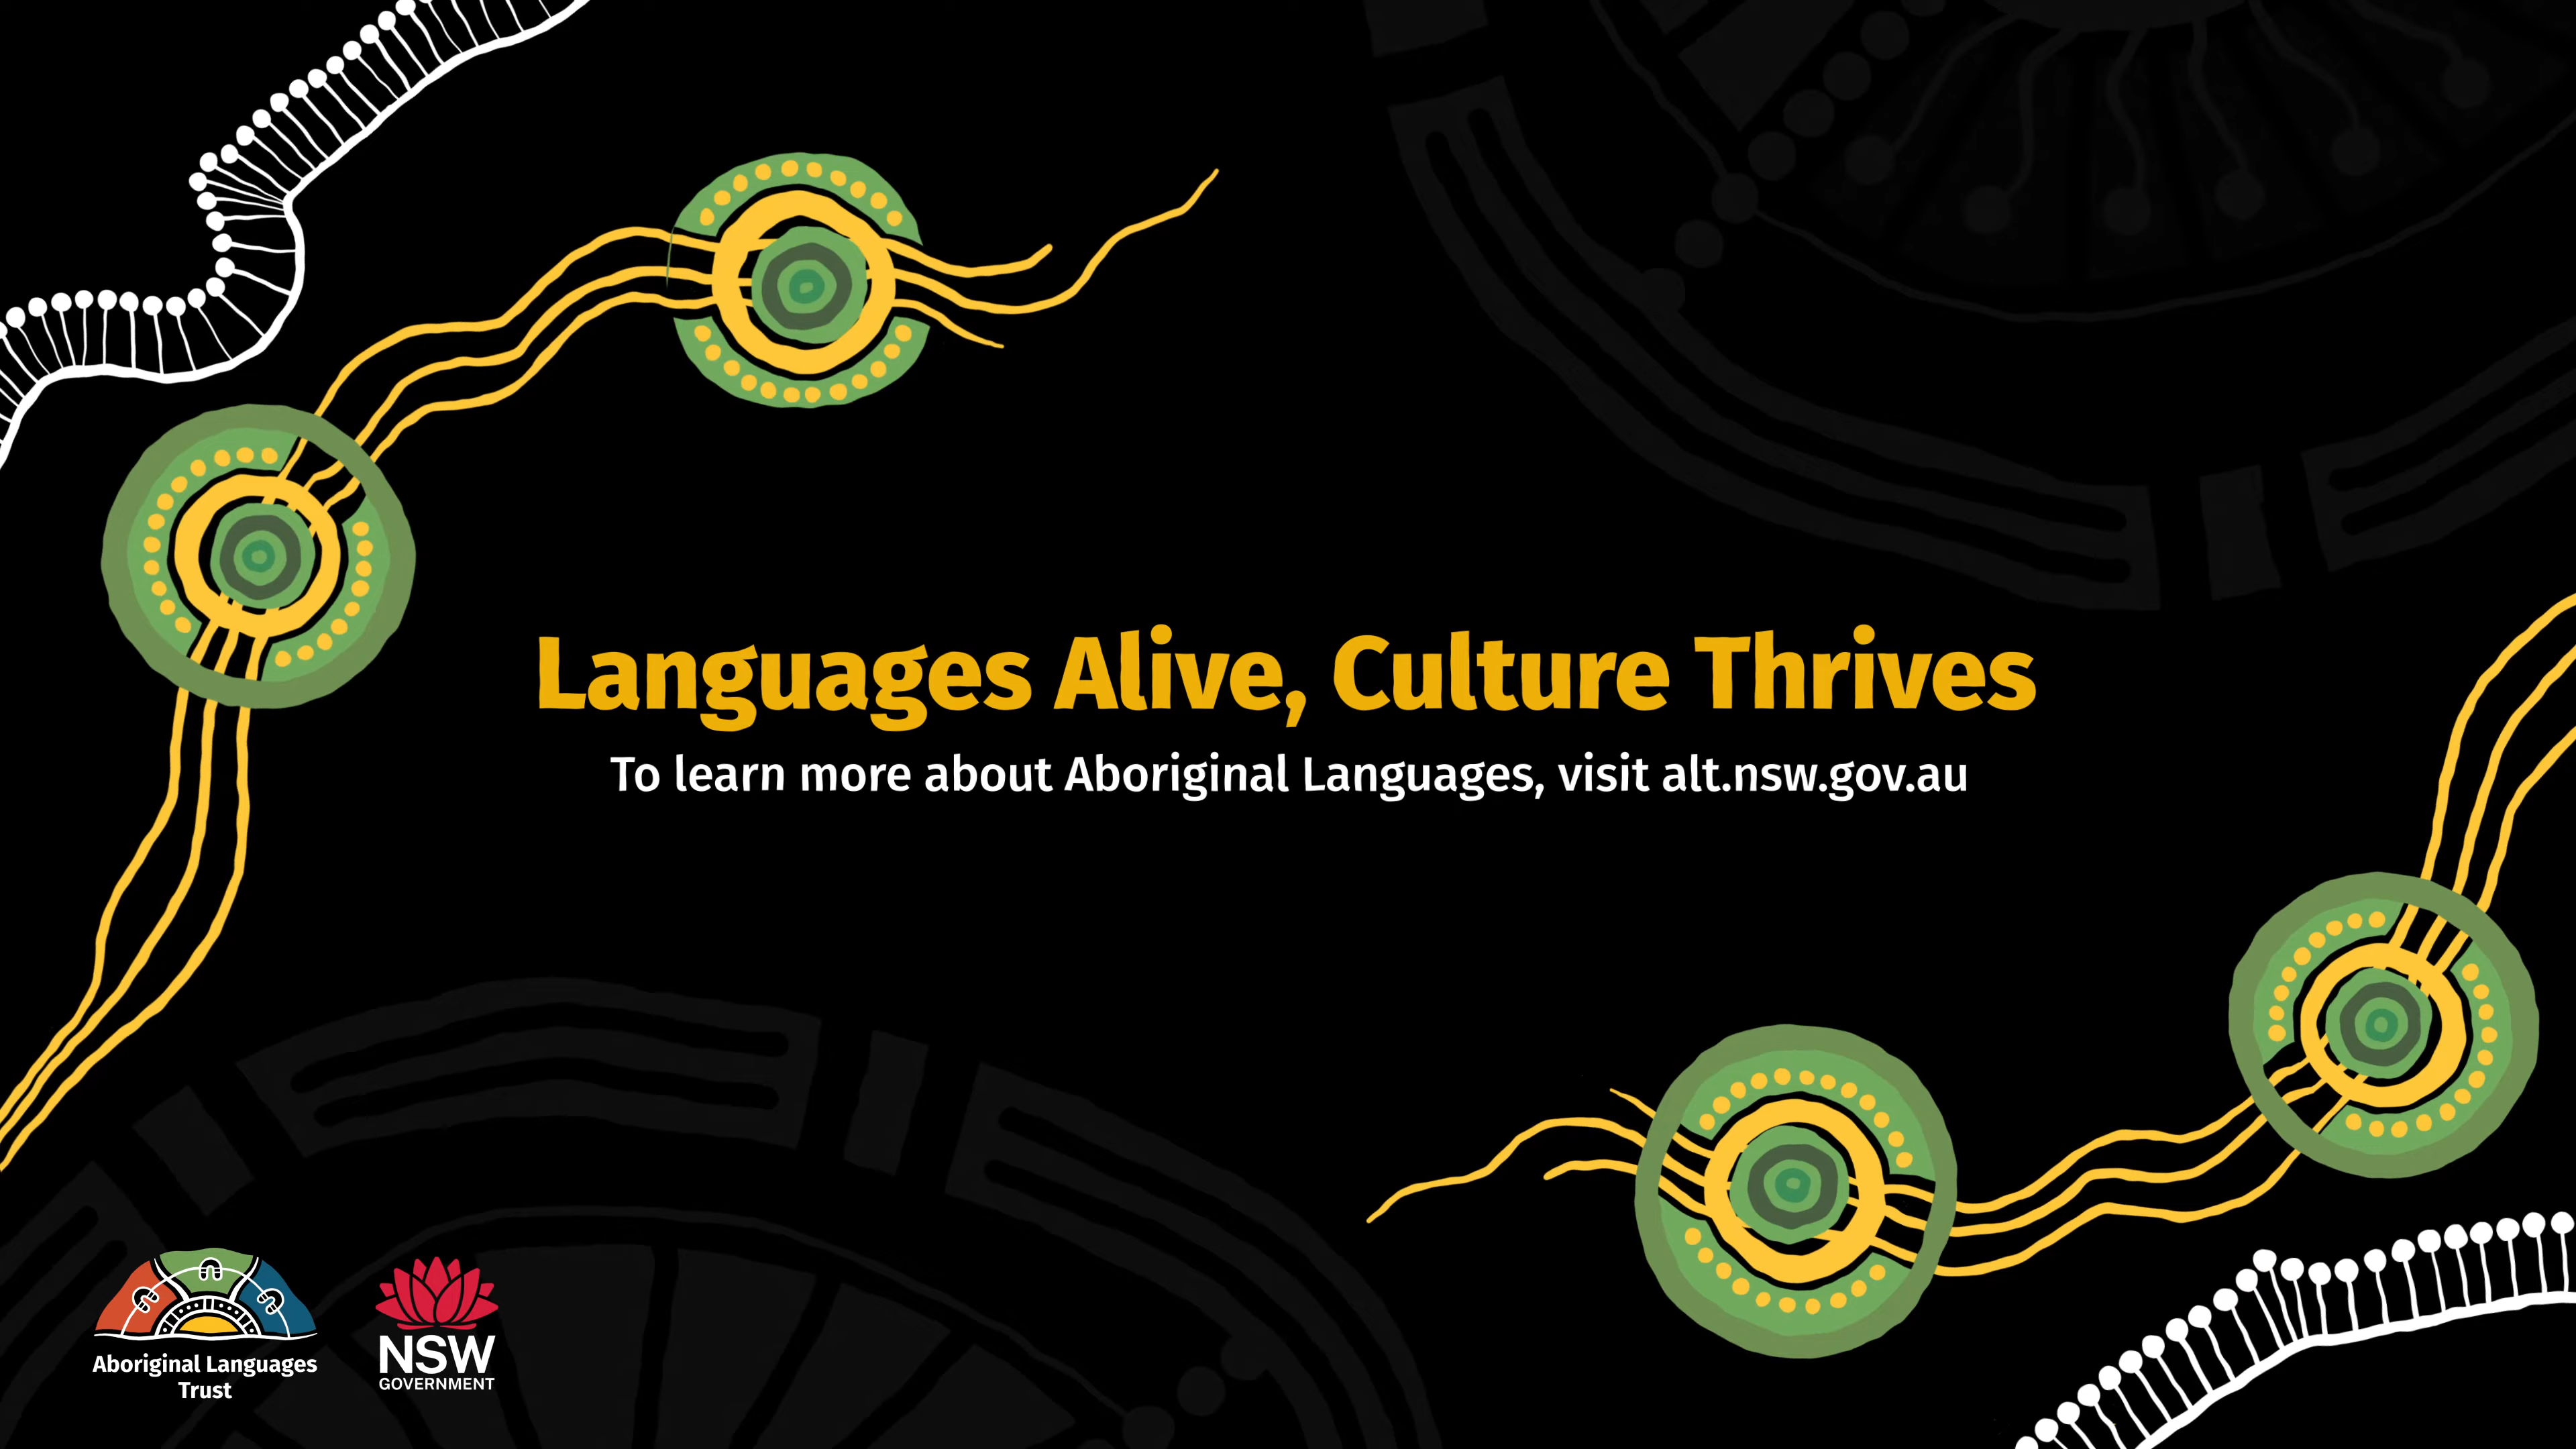 Languages Alive, Culture Thrives
To learn more about Aboriginal Languages, visit alt.nsw.gov.au
Aboriginal Languages
Trust
NSW
GOVERNMENT